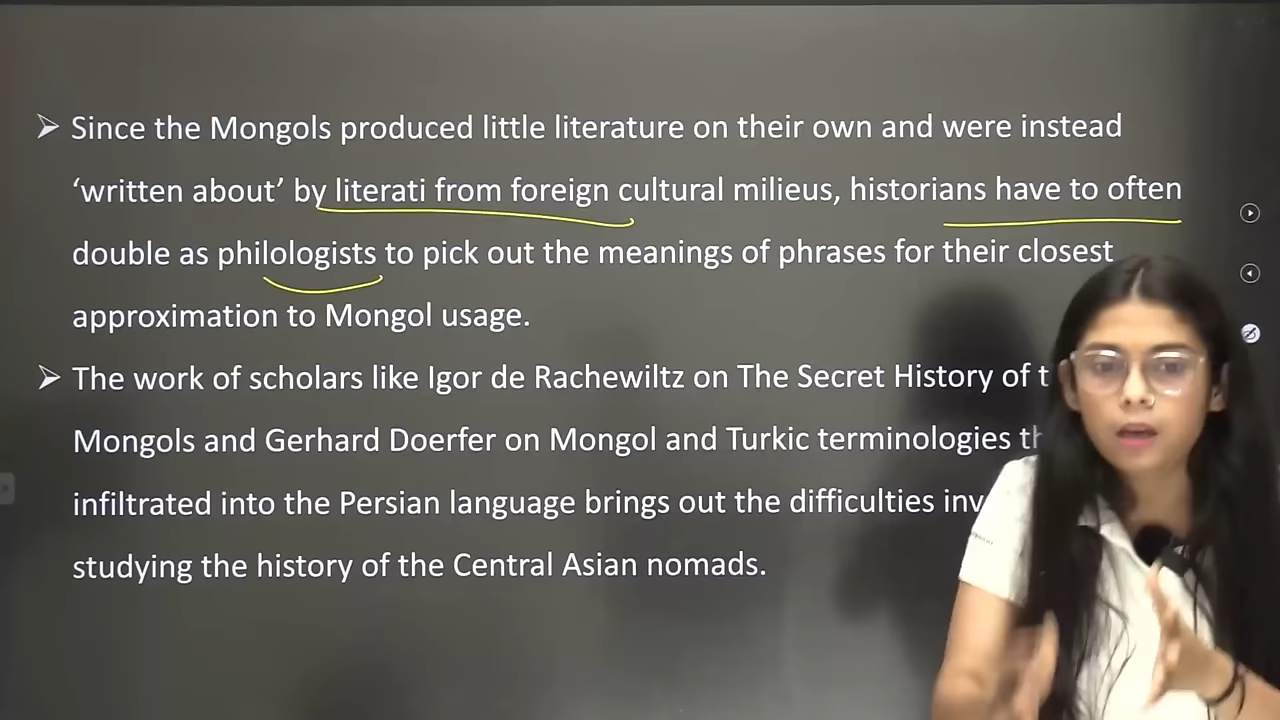 ➢ Since the Mongols produced little literature on their own and were instead
‘written about’ by literati from foreign cultural milieus, historians have to often
double as philologists to pick out the meanings of phrases for their closest
approximation to Mongol usage.
➢ The work of scholars like Igor de Rachewiltz on The Secret History of
Mongols and Gerhard Doerfer on Mongol and Turkic terminologies
infiltrated into the Persian language brings out the difficulties
studying the history of the Central Asian nomads.